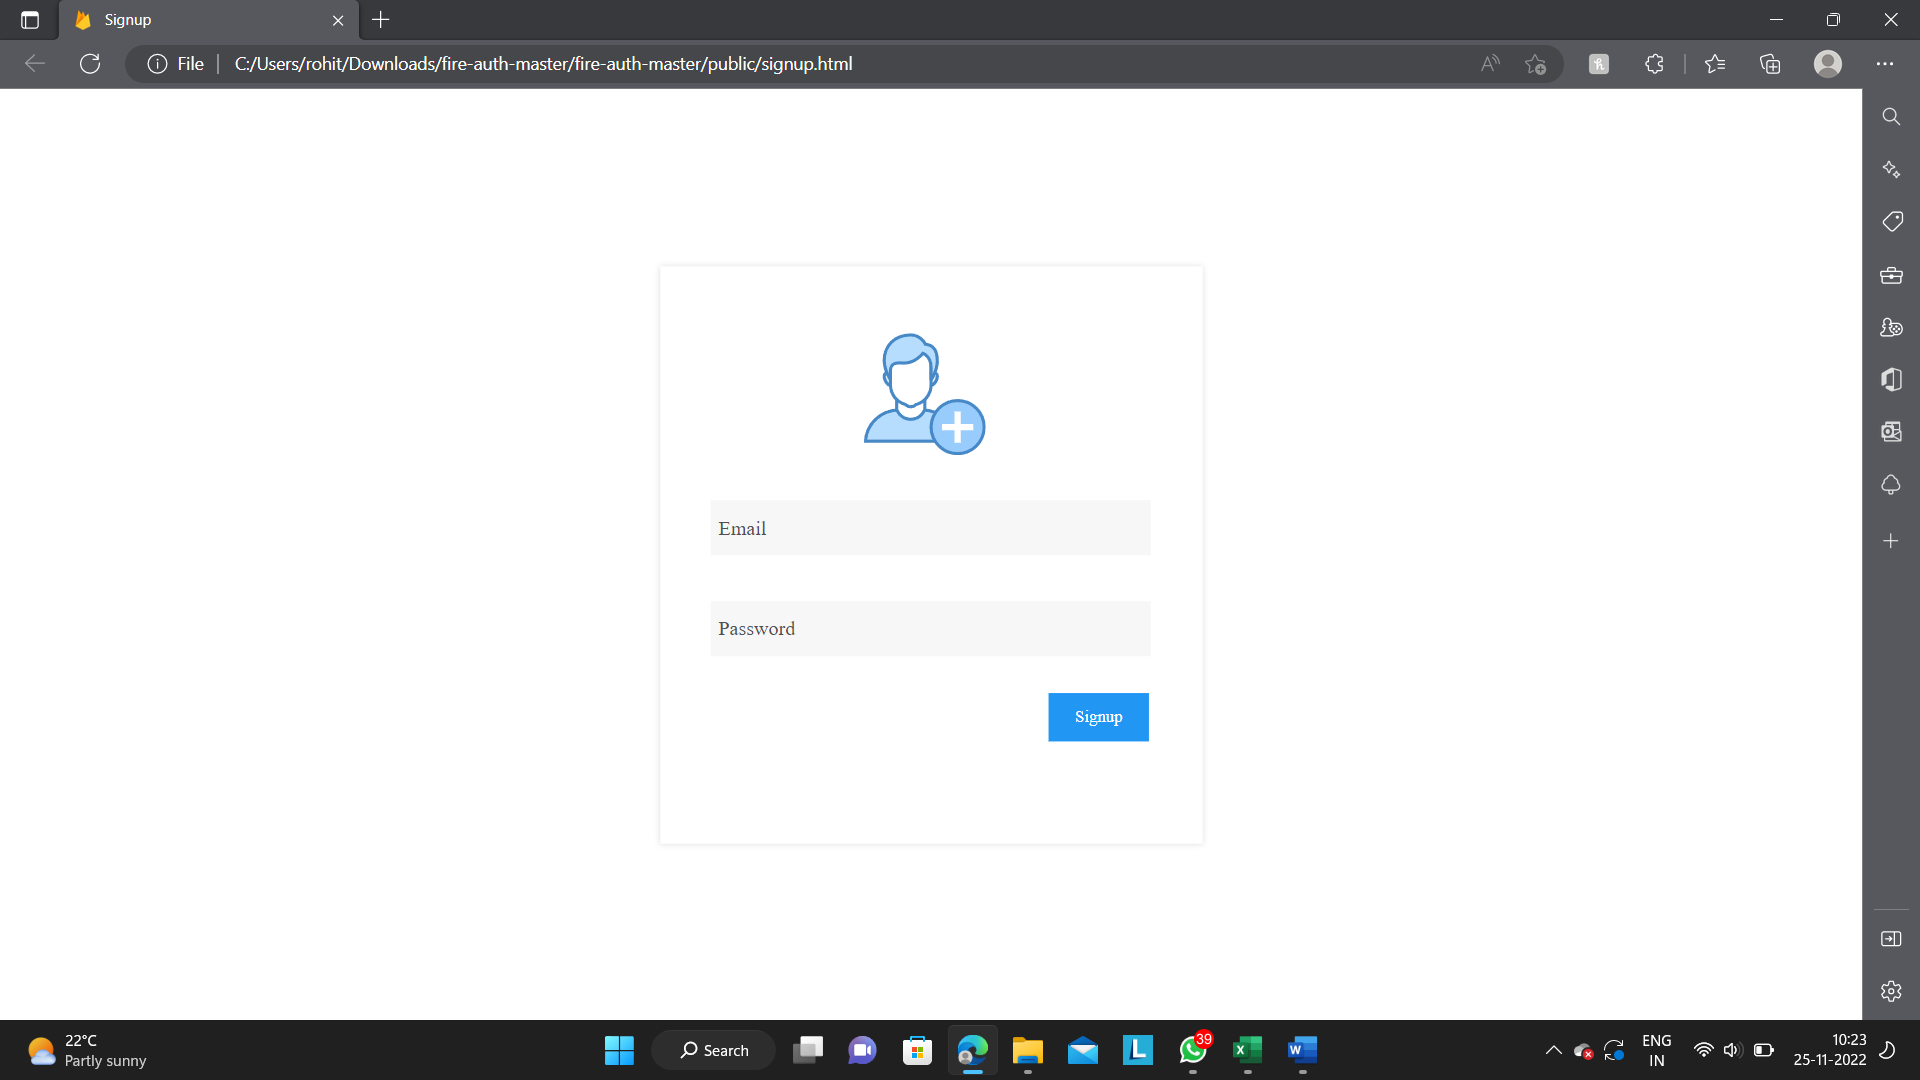 Signup
File
C:/Users/rohit/Downloads/fire-auth-master/fire-auth-master/public/signup.html
Email
Password
Signup
22°C
Partly sunny
Search
39
ENG
IN
10:23
25-11-2022